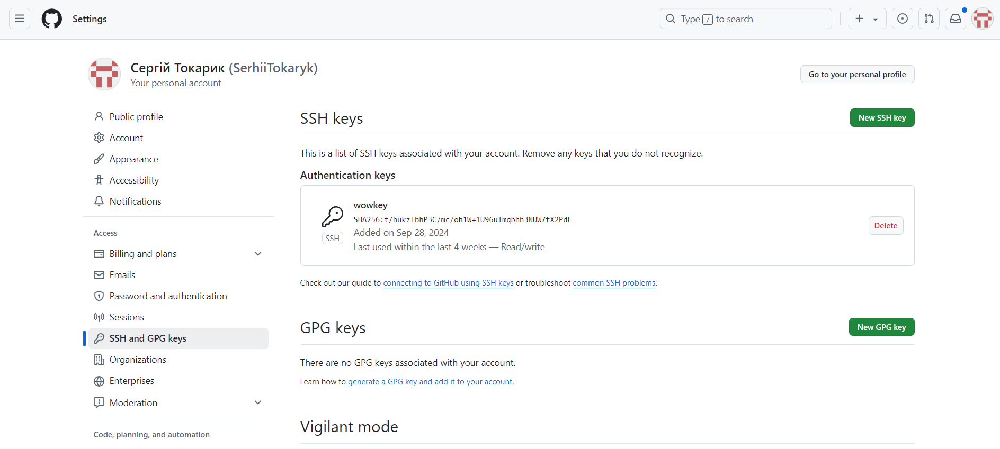 Settings
Type / to search
Сергій Токарик (SerhiiTokaryk)
Your personal account
Go to your personal profile
Public profile
Account
Appearance
Accessibility
Notifications
Access
Billing and plans
Emails
Password and authentication
Sessions
SSH and GPG keys
Organizations
Enterprises
Moderation
Code, planning, and automation
SSH keys
New SSH key
This is a list of SSH keys associated with your account. Remove any keys that you do not recognize.
Authentication keys
wowkey
SHA256:t/bukzlbhP3C/mc/oh1W+1U96ulmqbhh3NUW7tX2PdE
Added on Sep 28, 2024
Last used within the last 4 weeks — Read/write
SSH
Delete
Check out our guide to connecting to GitHub using SSH keys or troubleshoot common SSH problems.
GPG keys
New GPG key
There are no GPG keys associated with your account.
Learn how to generate a GPG key and add it to your account.
Vigilant mode